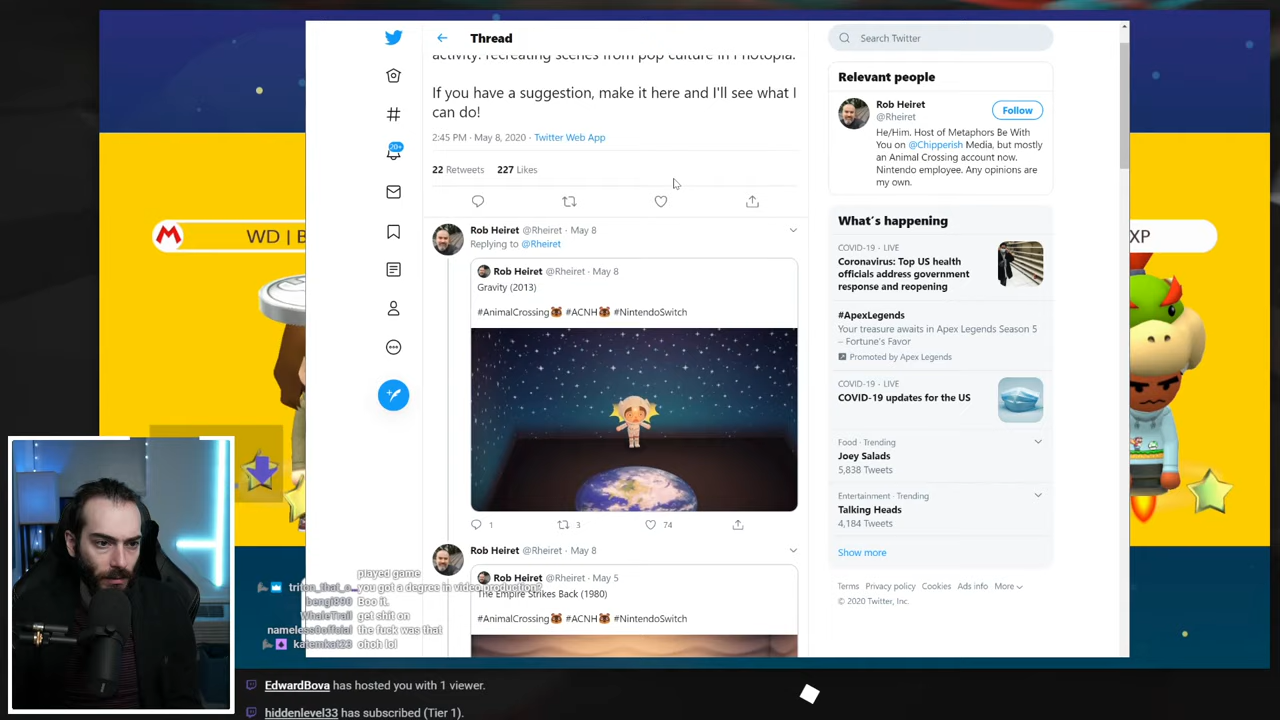 Thread
activity: recreating scenes from pop culture in Photopia.
If you have a suggestion, make it here and I'll see what I
can do!
2:45 PM · May 8, 2020 · Twitter Web App
22 Retweets 227 Likes
Rob Heiret @Rheiret · May 8
Replying to @Rheiret
Rob Heiret @Rheiret · May 8
Gravity (2013)
#AnimalCrossing #ACNH #NintendoSwitch
1 3 74
Rob Heiret @Rheiret · May 8
Rob Heiret @Rheiret · May 5
The Empire Strikes Back (1980)
#AnimalCrossing #ACNH #NintendoSwitch
20+
Search Twitter
Relevant people
Rob Heiret
@Rheiret
Follow
He/Him. Host of Metaphors Be With
You on @Chipperish Media, but mostly
an Animal Crossing account now.
Nintendo employee. Any opinions are
my own.
What's happening
COVID-19 · LIVE
Coronavirus: Top US health
officials address government
response and reopening
#ApexLegends
Your treasure awaits in Apex Legends Season 5
– Fortune's Favor
Promoted by Apex Legends
COVID-19 · LIVE
COVID-19 updates for the US
Food · Trending
Joey Salads
5,838 Tweets
Entertainment · Trending
Talking Heads
4,184 Tweets
Show more
Terms Privacy policy Cookies Ads info More
© 2020 Twitter, Inc.
M
WD | B
XP
played game
you got a degree in video production?
bengi890 Boo it.
WhaleTrail get shit on
the fuck was that
katemkat23 ohoh lol
EdwardBova has hosted you with 1 viewer.
hiddenlevel33 has subscribed (Tier 1).